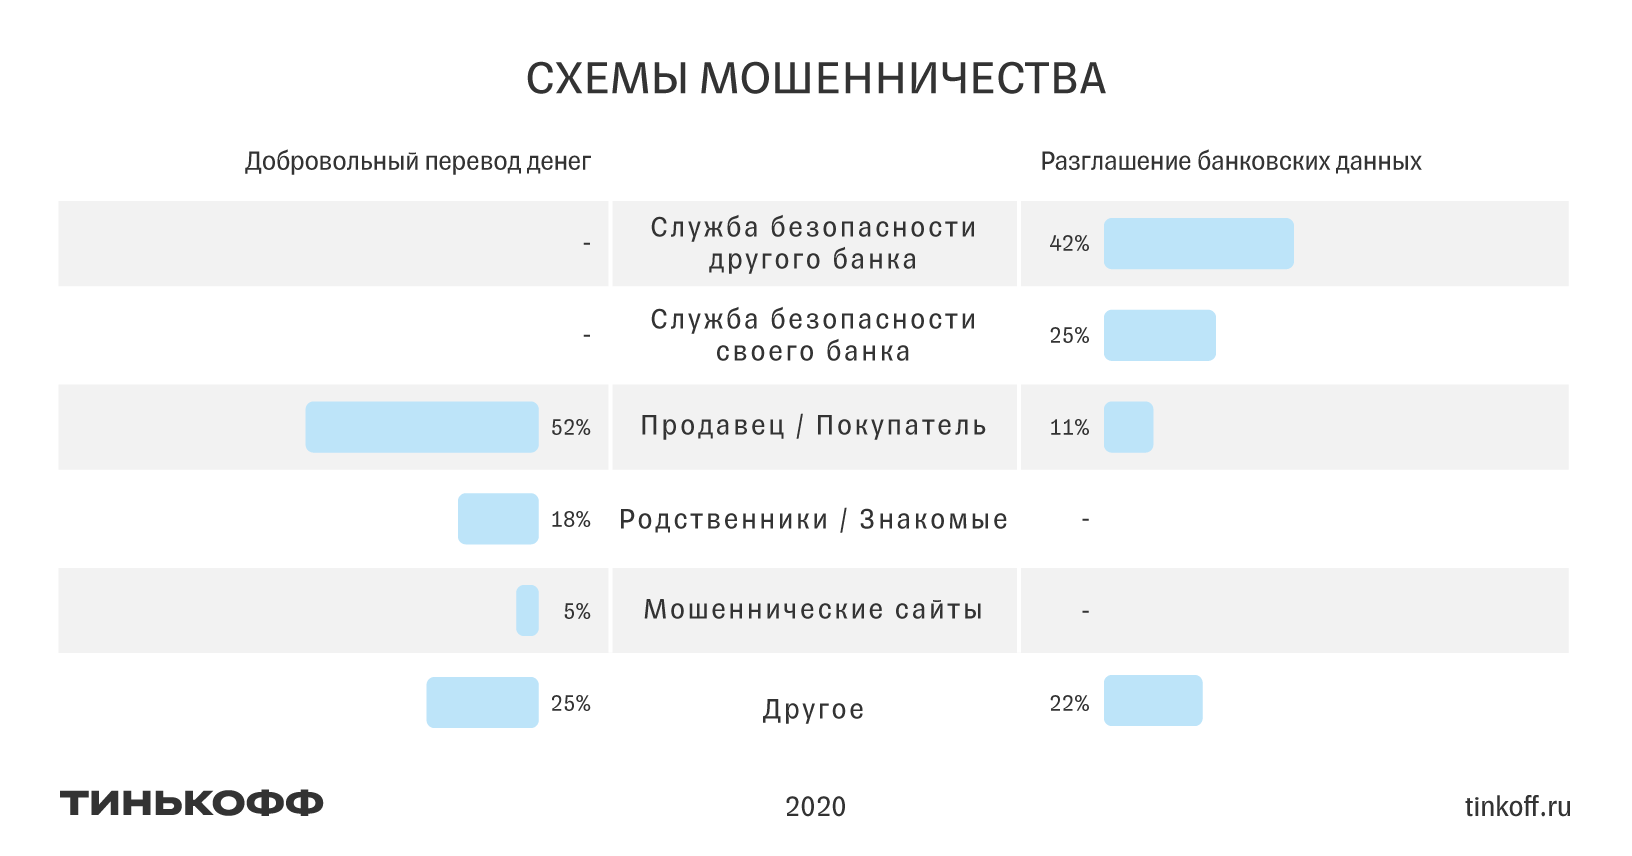 СХЕМЫ МОШЕННИЧЕСТВА
Добровольный перевод денег
Разглашение банковских данных
-
Служба безопасности
другого банка
42%
-
Служба безопасности
своего банка
25%
52%
Продавец / Покупатель
11%
18%
Родственники / Знакомые
-
5%
Мошеннические сайты
-
25%
Другое
22%
ТИНЬКОФФ
2020
tinkoff.ru